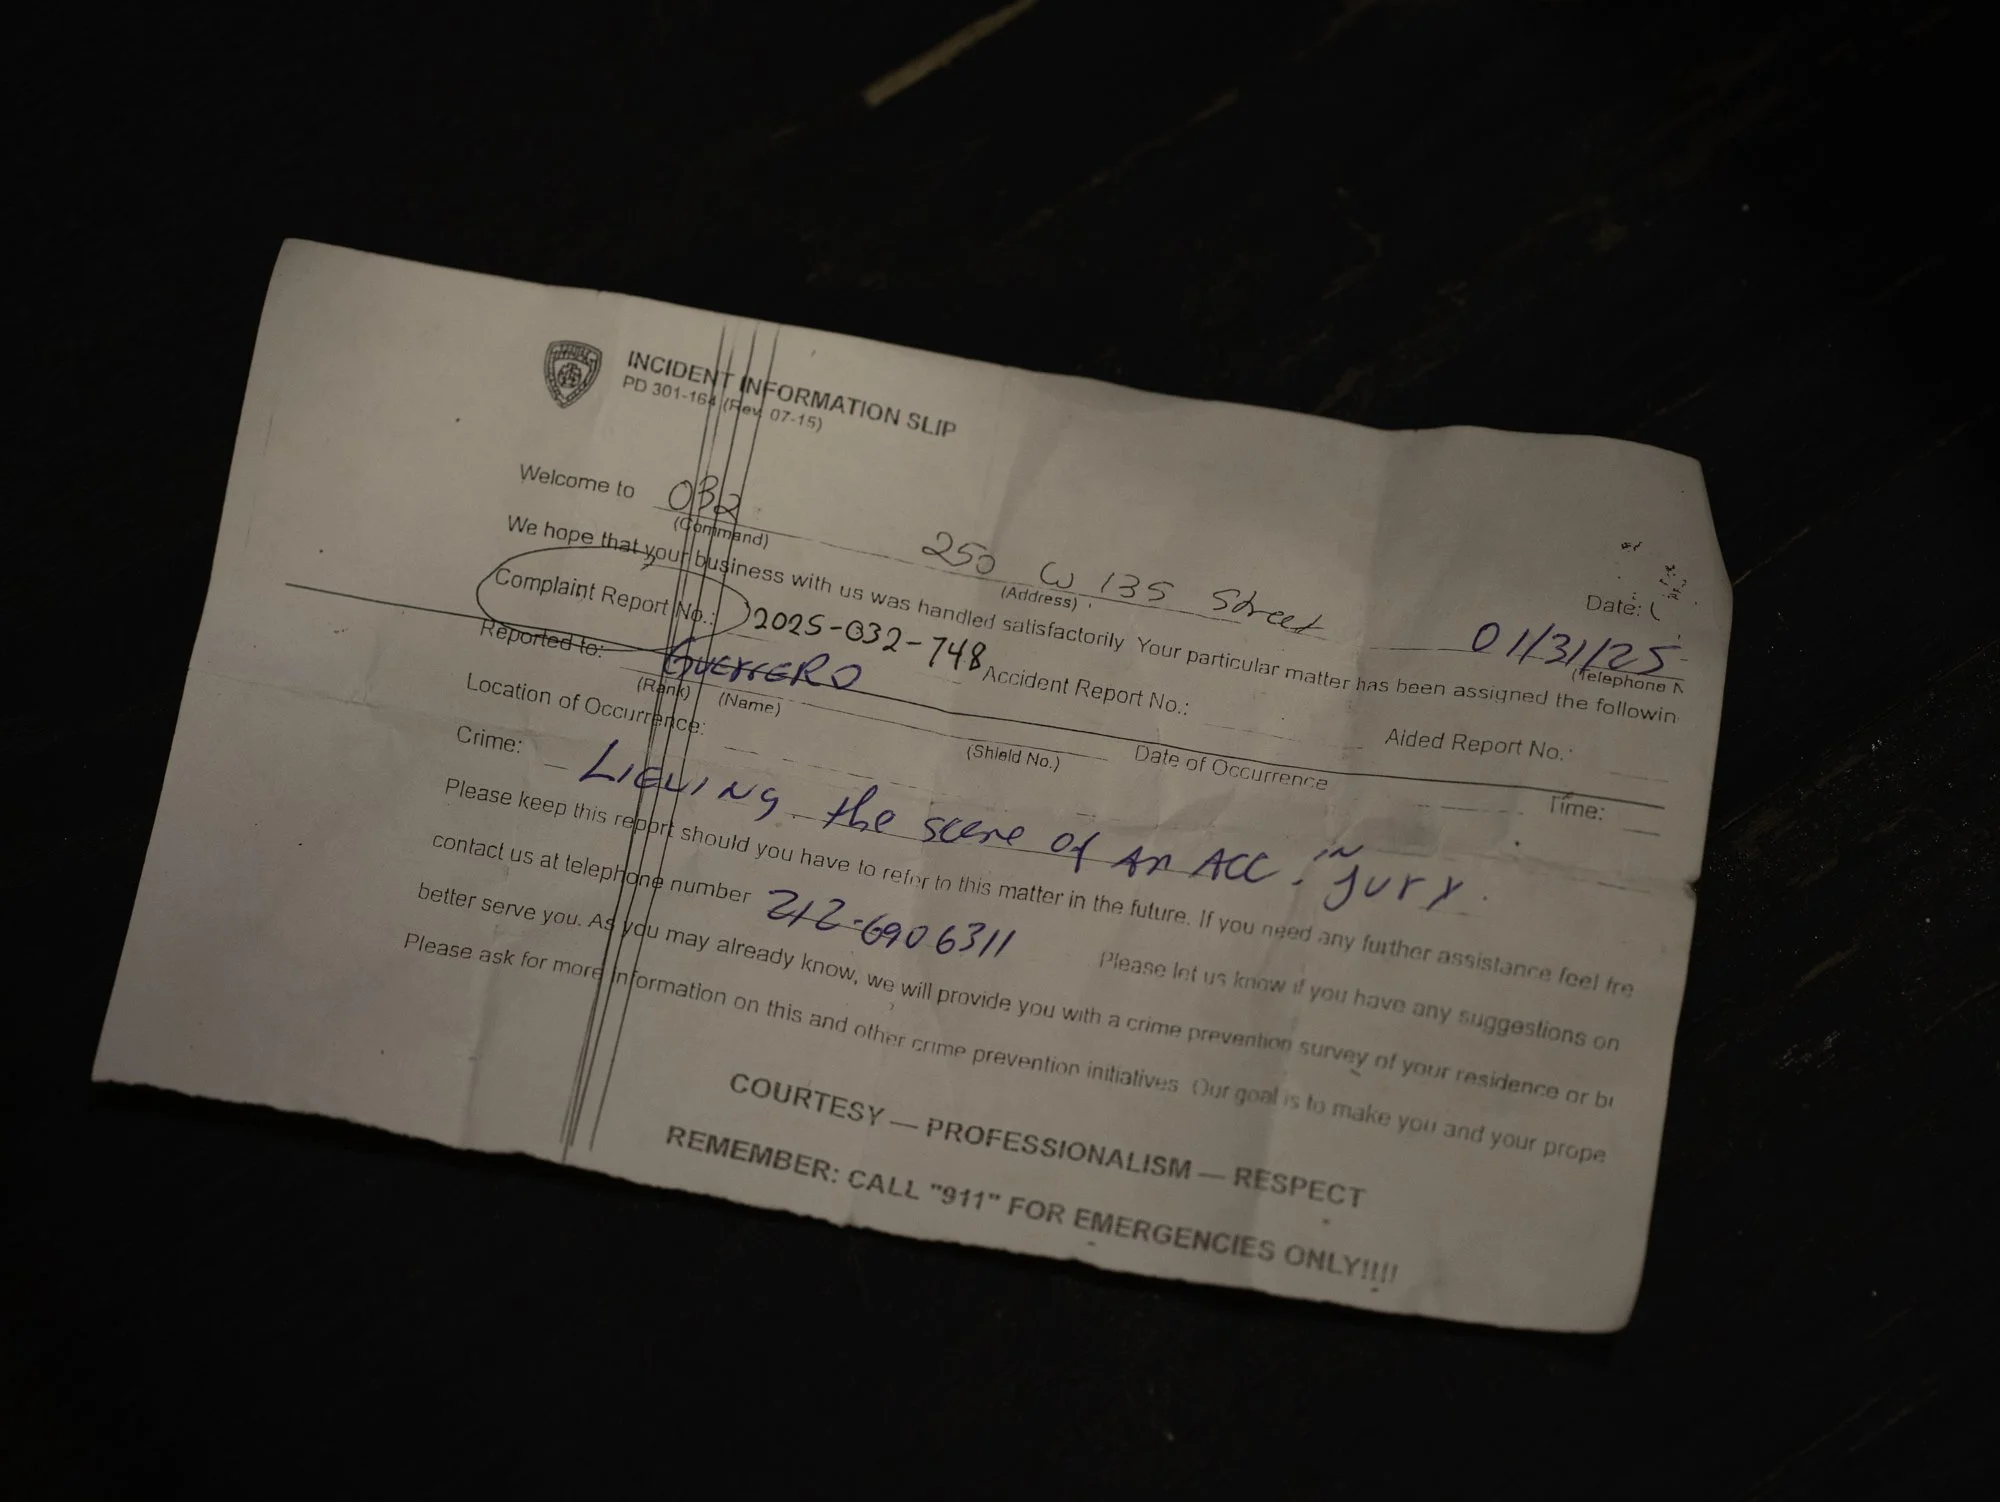 INCIDENT INFORMATION SLIP
PD 301-164 (Rev. 07-15)
Date: (
Welcome to 032 250 W 135 Street 01/31/25
(Command) (Address) (Telephone N
We hope that your business with us was handled satisfactorily Your particular matter has been assigned the followin
Complaint Report No.: 2025-032-748 Accident Report No.: Aided Report No.:
Reported to: GUERRERO
(Rank) (Name) (Shield No.) Date of Occurrence Time:
Location of Occurrence:
Crime: LIEVING the scene of An ACC. inJury.
Please keep this report should you have to refer to this matter in the future. If you need any further assistance feel fre
contact us at telephone number 212-6906311 Please let us know if you have any suggestions on
better serve you. As you may already know, we will provide you with a crime prevention survey of your residence or bu
Please ask for more information on this and other crime prevention initiatives Our goal is to make you and your prope
COURTESY — PROFESSIONALISM — RESPECT
REMEMBER: CALL "911" FOR EMERGENCIES ONLY!!!!